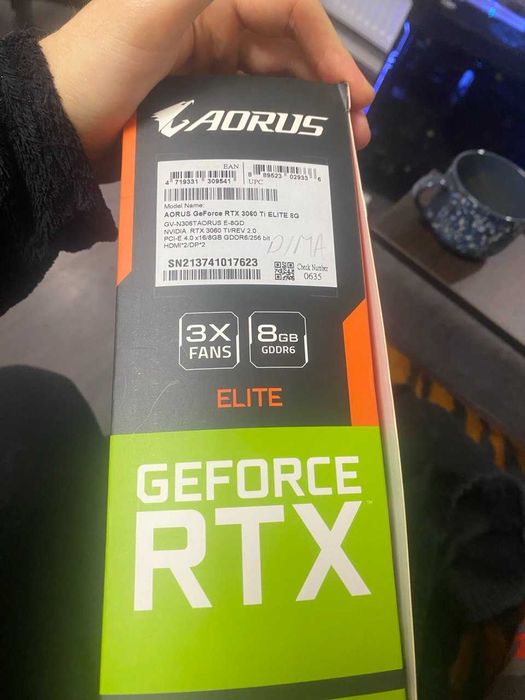 AORUS
EAN
4 719331 309541
8 89523 02933 6
UPC
Model Name:
AORUS GeForce RTX 3060 Ti ELITE 8G
GV-N306TAORUS E-8GD
NVIDIA RTX 3060 TI/REV 2.0
PCI-E 4.0 x16/8GB GDDR6/256 bit
HDMI*2/DP*2
DIMA
SN213741017623
Check Number
0635
3X
FANS
8GB
GDDR6
ELITE
GEFORCE
RTX™